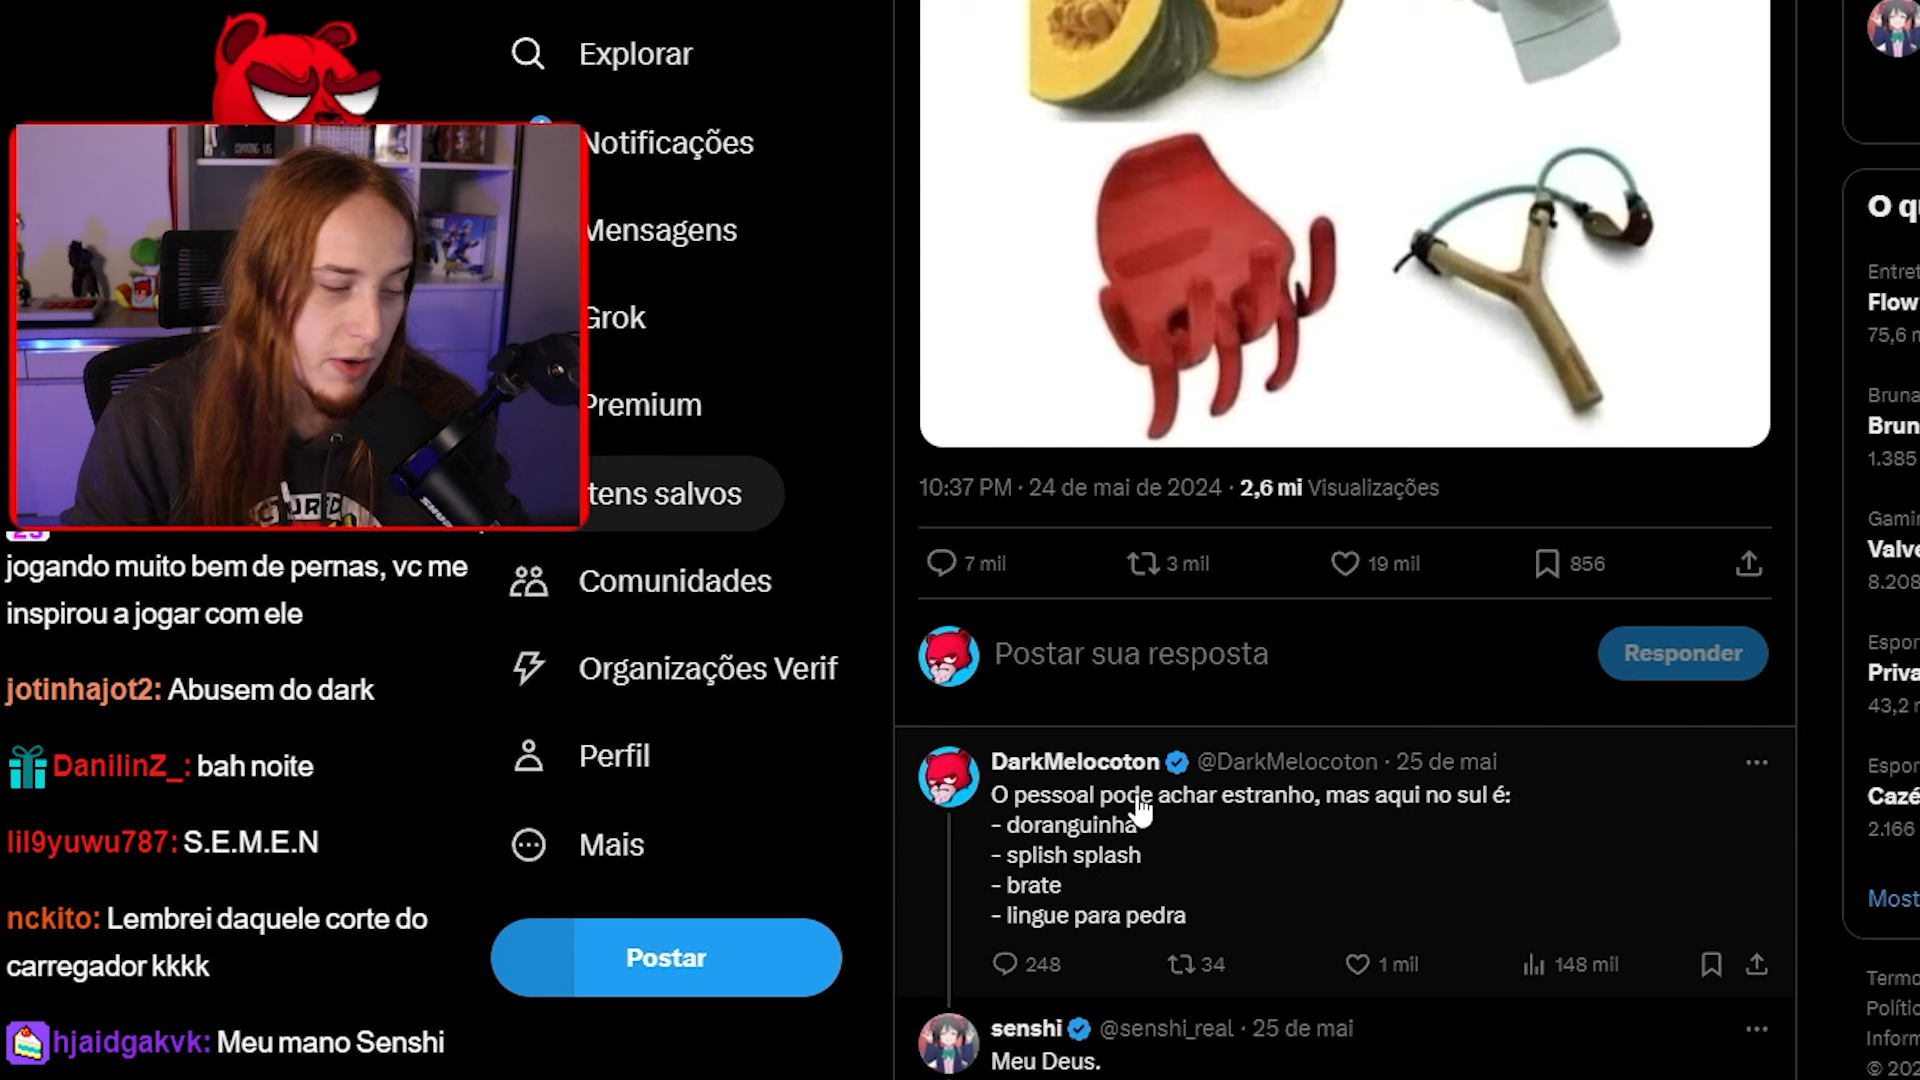 Explorar
Notificações
Mensagens
Grok
Premium
tens salvos
Comunidades
Organizações Verif
Perfil
Mais
Postar
jogando muito bem de pernas, vc me
inspirou a jogar com ele
jotinhajot2: Abusem do dark
DanilinZ_: bah noite
lil9yuwu787: S.E.M.E.N
nckito: Lembrei daquele corte do
carregador kkkk
hjaidgakvk: Meu mano Senshi
10:37 PM · 24 de mai de 2024 · 2,6 mi Visualizações
7 mil
3 mil
19 mil
856
Postar sua resposta
Responder
DarkMelocoton @DarkMelocoton · 25 de mai
O pessoal pode achar estranho, mas aqui no sul é:
- doranguinha
- splish splash
- brate
- lingue para pedra
248
34
1 mil
148 mil
senshi @senshi_real · 25 de mai
Meu Deus.
O qu
Entret
Flow
75,6 m
Bruna
Brun
1.385
Gamin
Valve
8.208
Espor
Priva
43,2 m
Espor
Cazé
2.166
Most
Termo
Polític
Inform
© 202